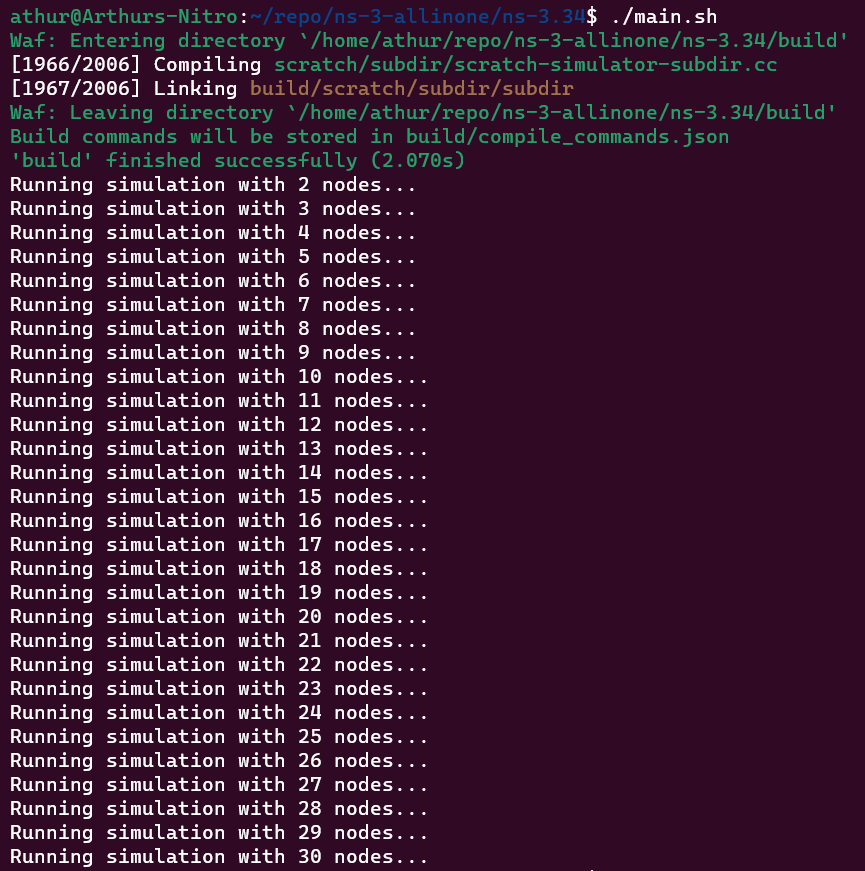 athur@Arthurs-Nitro:~/repo/ns-3-allinone/ns-3.34$ ./main.sh
Waf: Entering directory `/home/athur/repo/ns-3-allinone/ns-3.34/build'
[1966/2006] Compiling scratch/subdir/scratch-simulator-subdir.cc
[1967/2006] Linking build/scratch/subdir/subdir
Waf: Leaving directory `/home/athur/repo/ns-3-allinone/ns-3.34/build'
Build commands will be stored in build/compile_commands.json
'build' finished successfully (2.070s)
Running simulation with 2 nodes...
Running simulation with 3 nodes...
Running simulation with 4 nodes...
Running simulation with 5 nodes...
Running simulation with 6 nodes...
Running simulation with 7 nodes...
Running simulation with 8 nodes...
Running simulation with 9 nodes...
Running simulation with 10 nodes...
Running simulation with 11 nodes...
Running simulation with 12 nodes...
Running simulation with 13 nodes...
Running simulation with 14 nodes...
Running simulation with 15 nodes...
Running simulation with 16 nodes...
Running simulation with 17 nodes...
Running simulation with 18 nodes...
Running simulation with 19 nodes...
Running simulation with 20 nodes...
Running simulation with 21 nodes...
Running simulation with 22 nodes...
Running simulation with 23 nodes...
Running simulation with 24 nodes...
Running simulation with 25 nodes...
Running simulation with 26 nodes...
Running simulation with 27 nodes...
Running simulation with 28 nodes...
Running simulation with 29 nodes...
Running simulation with 30 nodes...